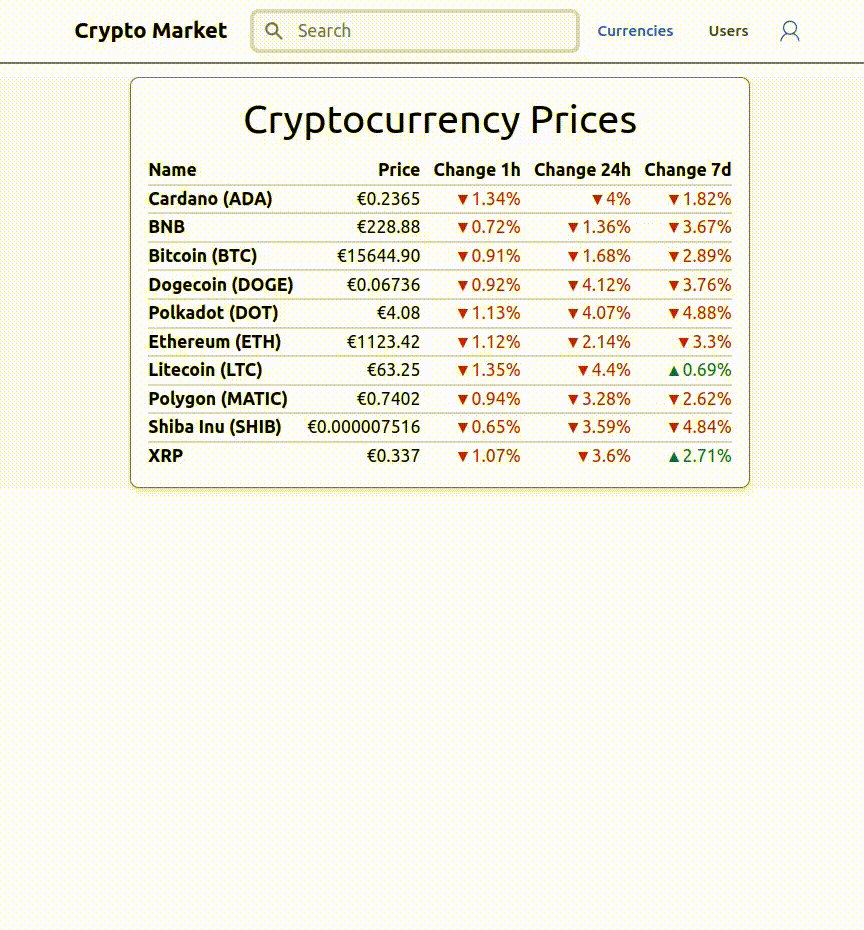 Crypto Market Search Currencies Users
Cryptocurrency Prices
Name Price Change 1h Change 24h Change 7d
Cardano (ADA) €0.2365 ▼1.34% ▼4% ▼1.82%
BNB €228.88 ▼0.72% ▼1.36% ▼3.67%
Bitcoin (BTC) €15644.90 ▼0.91% ▼1.68% ▼2.89%
Dogecoin (DOGE) €0.06736 ▼0.92% ▼4.12% ▼3.76%
Polkadot (DOT) €4.08 ▼1.13% ▼4.07% ▼4.88%
Ethereum (ETH) €1123.42 ▼1.12% ▼2.14% ▼3.3%
Litecoin (LTC) €63.25 ▼1.35% ▼4.4% ▲0.69%
Polygon (MATIC) €0.7402 ▼0.94% ▼3.28% ▼2.62%
Shiba Inu (SHIB) €0.000007516 ▼0.65% ▼3.59% ▼4.84%
XRP €0.337 ▼1.07% ▼3.6% ▲2.71%